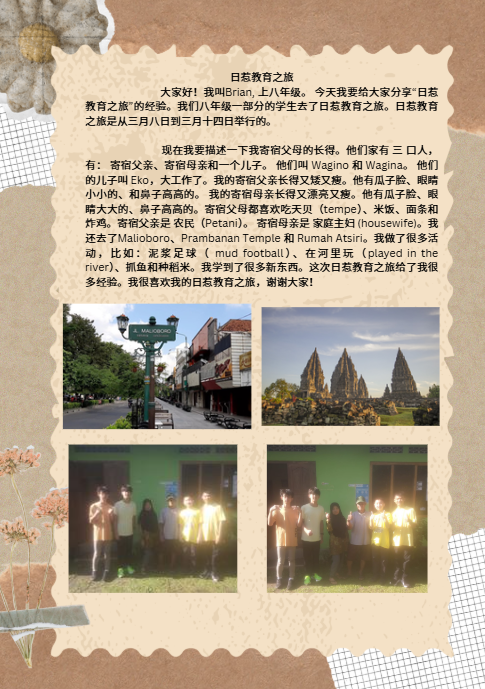 日惹教育之旅
大家好！我叫Brian, 上八年级。 今天我要给大家分享“日惹
教育之旅”的经验。我们八年级一部分的学生去了日惹教育之旅。日惹教育
之旅是从三月八日到三月十四日举行的。
现在我要描述一下我寄宿父母的长得。他们家有 三 口人，
有： 寄宿父亲、寄宿母亲和一个儿子。 他们叫 Wagino 和 Wagina。 他们
的儿子叫 Eko，大工作了。我的寄宿父亲长得又矮又瘦。他有瓜子脸、眼睛
小小的、和鼻子高高的。 我的寄宿母亲长得又漂亮又瘦。他有瓜子脸、眼
睛大大的、鼻子高高的。寄宿父母都喜欢吃天贝（tempe）、米饭、面条和
炸鸡。寄宿父亲是 农民（Petani）。 寄宿母亲是 家庭主妇 (housewife)。我
还去了Malioboro、Prambanan Temple 和 Rumah Atsiri。我做了很多活
动，比如：泥浆足球（ mud football）、在河里玩（played in the
river）、抓鱼和种稻米。我学到了很多新东西。这次日惹教育之旅给了我很
多经验。我很喜欢我的日惹教育之旅，谢谢大家！
JL. MALIOBORO